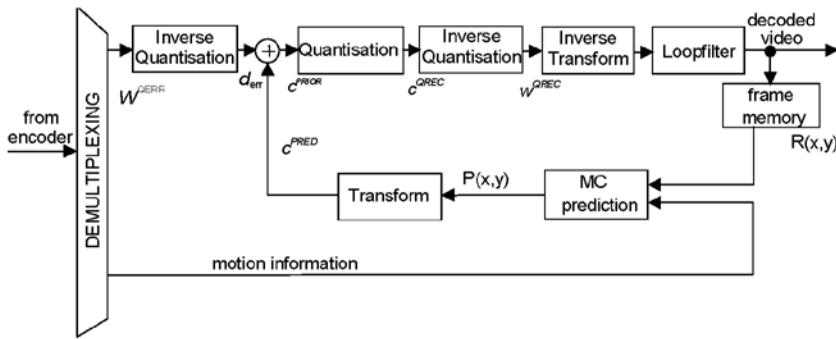 decoded
video
Inverse
Quantisation
Quantisation
Inverse
Quantisation
Inverse
Transform
Loopfilter
W^QERR
d_err
c^PRIOR
c^QREC
W^QREC
frame
memory
R(x,y)
from
encoder
DEMULTIPLEXING
c^PRED
P(x,y)
Transform
MC
prediction
motion information